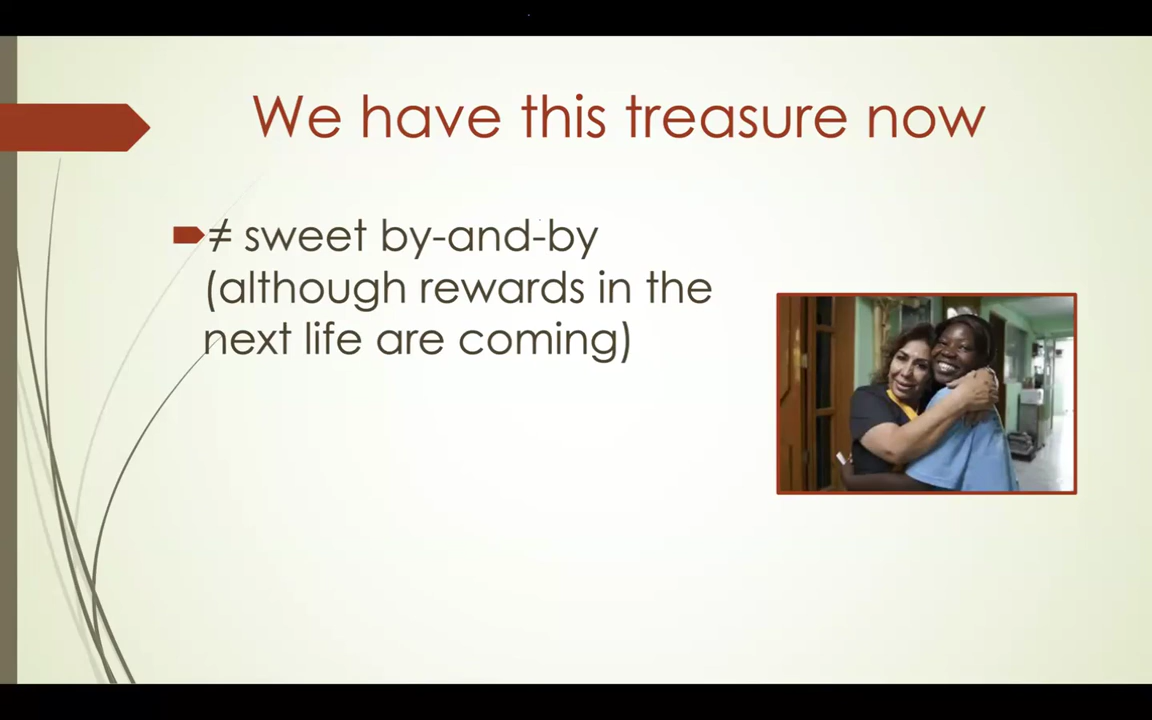 We have this treasure now
≠ sweet by-and-by
(although rewards in the
next life are coming)